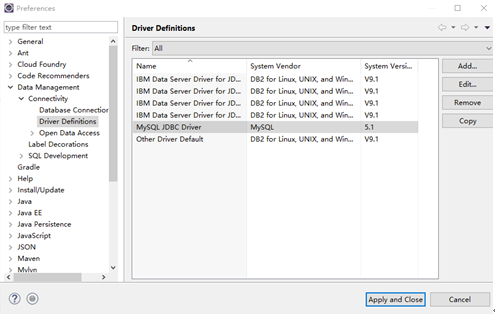 Preferences
type filter text
Driver Definitions
General
Ant
Cloud Foundry
Code Recommenders
Data Management
Connectivity
Database Connection
Driver Definitions
Open Data Access
Label Decorations
SQL Development
Gradle
Help
Install/Update
Java
Java EE
Java Persistence
JavaScript
JSON
Maven
Mylyn
Filter: All
Name System Vendor System Versi...
IBM Data Server Driver for JD... DB2 for Linux, UNIX, and Win... V9.1
IBM Data Server Driver for JD... DB2 for Linux, UNIX, and Win... V9.1
IBM Data Server Driver for JD... DB2 for Linux, UNIX, and Win... V9.1
IBM Data Server Driver for JD... DB2 for Linux, UNIX, and Win... V9.1
MySQL JDBC Driver MySQL 5.1
Other Driver Default DB2 for Linux, UNIX, and Win... V9.1
Add...
Edit...
Remove
Copy
Apply and Close
Cancel